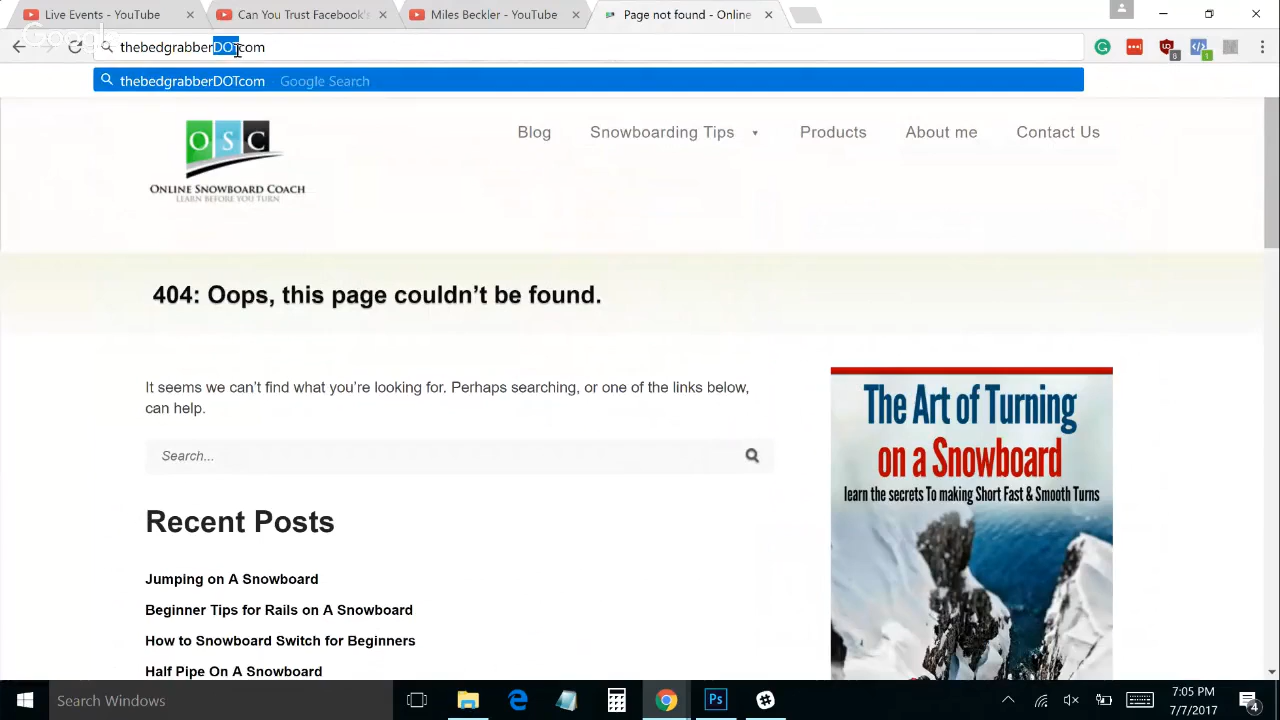 Live Events - YouTube
Can You Trust Facebook's
Miles Beckler - YouTube
Page not found - Online
Google
thebedgrabberDOTcom
thebedgrabberDOTcom - Google Search
OSC
ONLINE SNOWBOARD COACH
LEARN BEFORE YOU TURN
Blog
Snowboarding Tips
Products
About me
Contact Us
404: Oops, this page couldn’t be found.
It seems we can’t find what you’re looking for. Perhaps searching, or one of the links below,
can help.
Search...
Recent Posts
Jumping on A Snowboard
Beginner Tips for Rails on A Snowboard
How to Snowboard Switch for Beginners
Half Pipe On A Snowboard
The Art of Turning
on a Snowboard
learn the secrets To making Short Fast & Smooth Turns
Search Windows
Ps
7:05 PM
7/7/2017
4